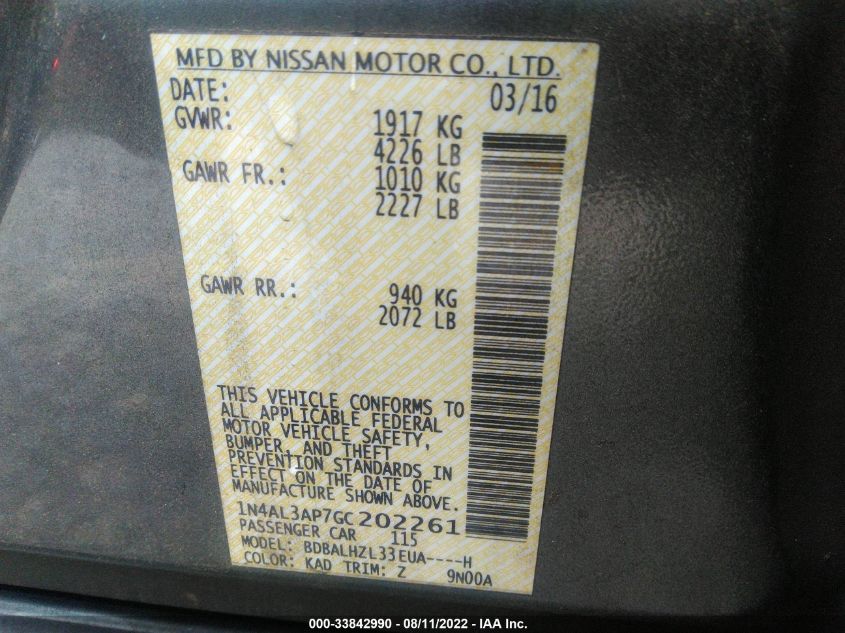 MFD BY NISSAN MOTOR CO., LTD.
DATE: 03/16
GVWR: 1917 KG
4226 LB
GAWR FR.: 1010 KG
2227 LB
GAWR RR.: 940 KG
2072 LB
THIS VEHICLE CONFORMS TO
ALL APPLICABLE FEDERAL
MOTOR VEHICLE SAFETY,
BUMPER, AND THEFT
PREVENTION STANDARDS IN
EFFECT ON THE DATE OF
MANUFACTURE SHOWN ABOVE.
1N4AL3AP7GC202261
PASSENGER CAR 115
MODEL: BDBALHZL33EUA----H
COLOR: KAD TRIM: Z 9N00A
000-33842990 - 08/11/2022 - IAA Inc.